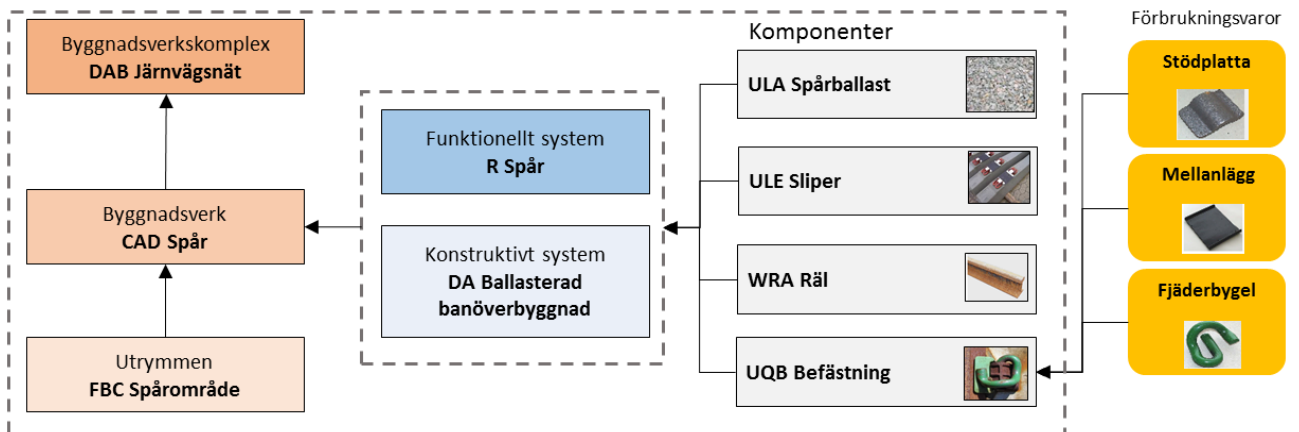 Byggnadsverkskomplex
DAB Järnvägsnät
Byggnadsverk
CAD Spår
Utrymmen
FBC Spårområde
Funktionellt system
R Spår
Konstruktivt system
DA Ballasterad
banöverbyggnad
Komponenter
ULA Spårballast
ULE Sliper
WRA Räl
UQB Befästning
Förbrukningsvaror
Stödplatta
Mellanlägg
Fjäderbygel